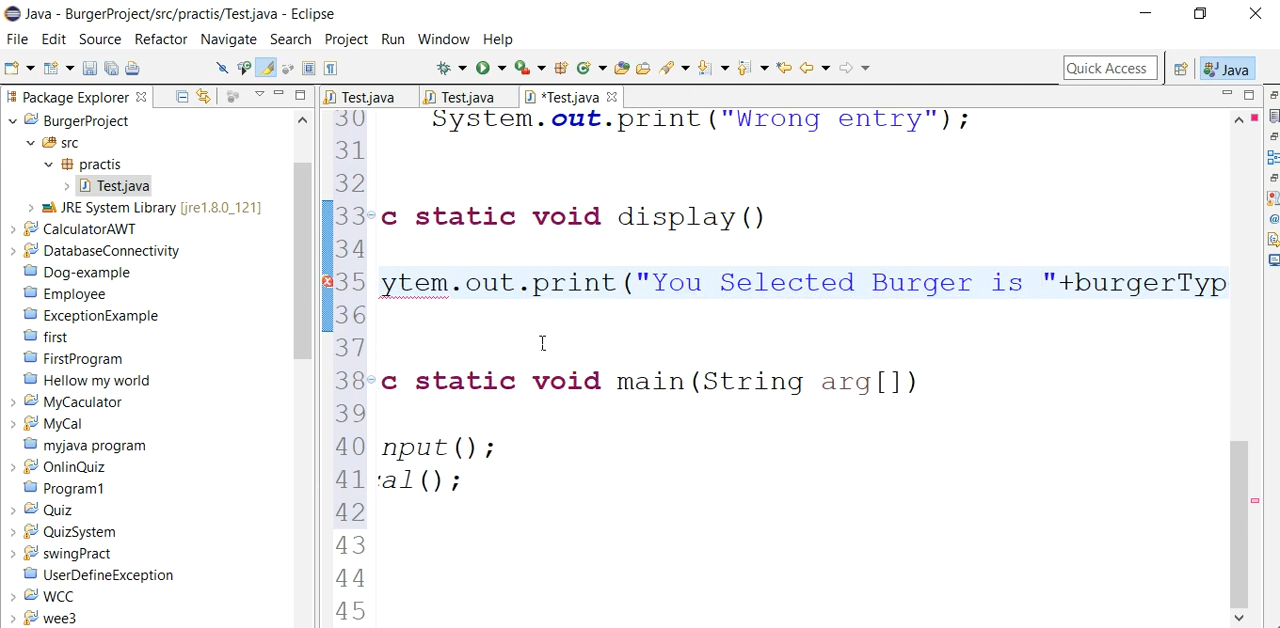 Java - BurgerProject/src/practis/Test.java - Eclipse
File Edit Source Refactor Navigate Search Project Run Window Help
Quick Access Java
Package Explorer
Test.java Test.java *Test.java
BurgerProject
src
practis
Test.java
JRE System Library [jre1.8.0_121]
CalculatorAWT
DatabaseConnectivity
Dog-example
Employee
ExceptionExample
first
FirstProgram
Hellow my world
MyCaculator
MyCal
myjava program
OnlinQuiz
Program1
Quiz
QuizSystem
swingPract
UserDefineException
WCC
wee3
30 System.out.print("Wrong entry");
31
32
33 c static void display()
34
35 ytem.out.print("You Selected Burger is "+burgerTyp
36
37
38 c static void main(String arg[])
39
40 nput();
41 al();
42
43
44
45